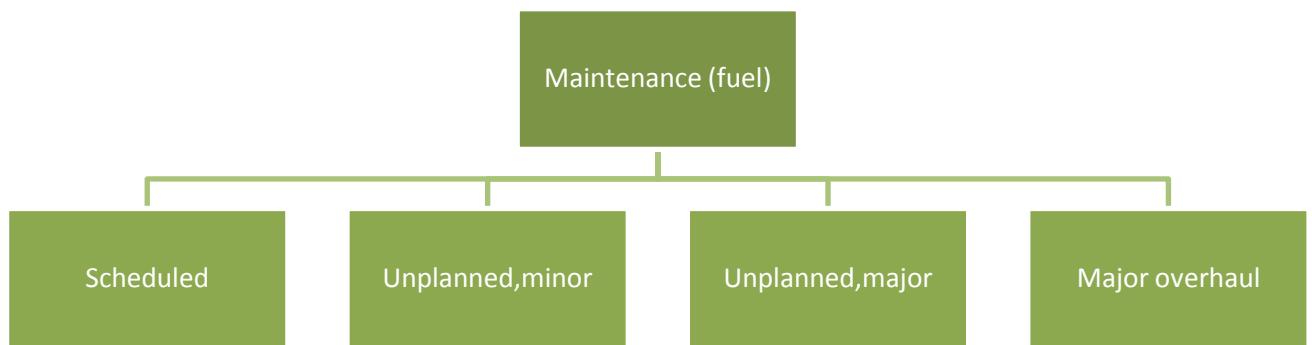 Maintenance (fuel)
Scheduled
Unplanned,minor
Unplanned,major
Major overhaul